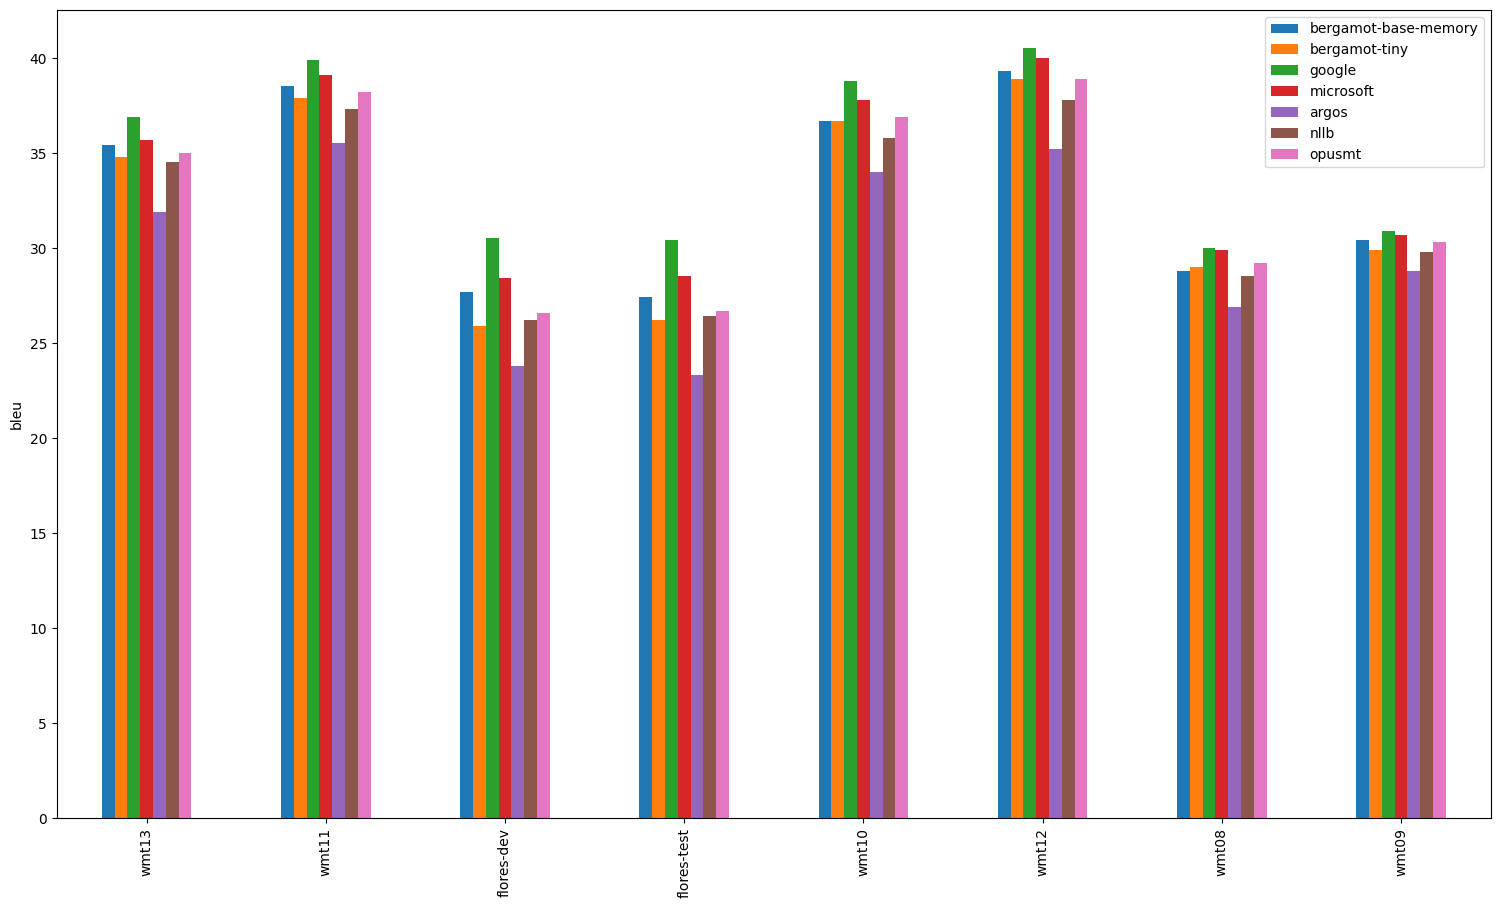 bergamot-base-memory
bergamot-tiny
google
microsoft
argos
nllb
opusmt
40
35
30
25
20
15
10
5
0
bleu
wmt13
wmt11
flores-dev
flores-test
wmt10
wmt12
wmt08
wmt09